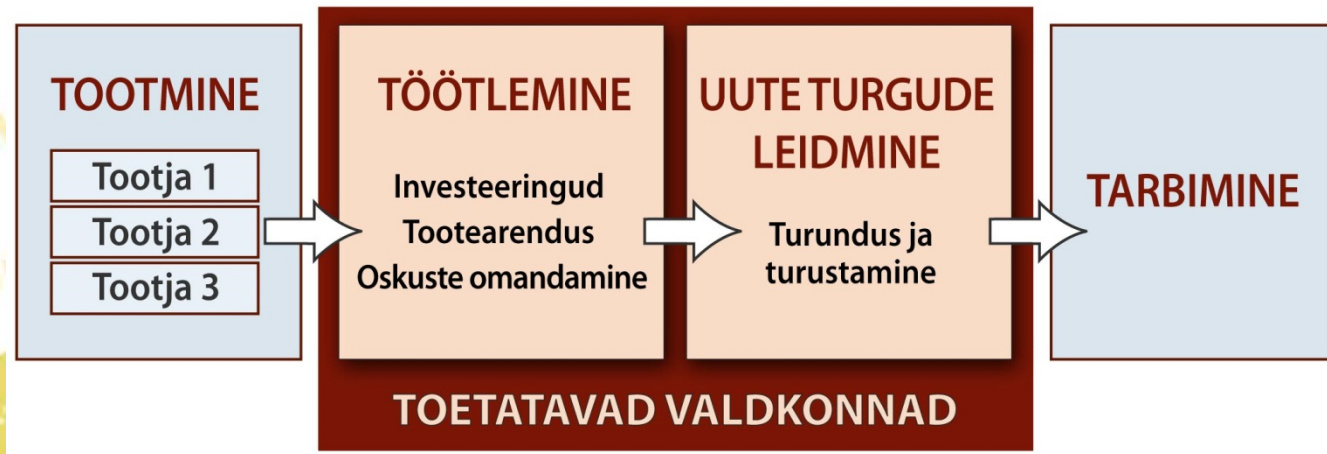 TOOTMINE
Tootja 1
Tootja 2
Tootja 3
TÖÖTLEMINE
Investeeringud
Tootearendus
Oskuste omandamine
UUTE TURGUDE
LEIDMINE
Turundus ja
turustamine
TARBIMINE
TOETATAVAD VALDKONNAD